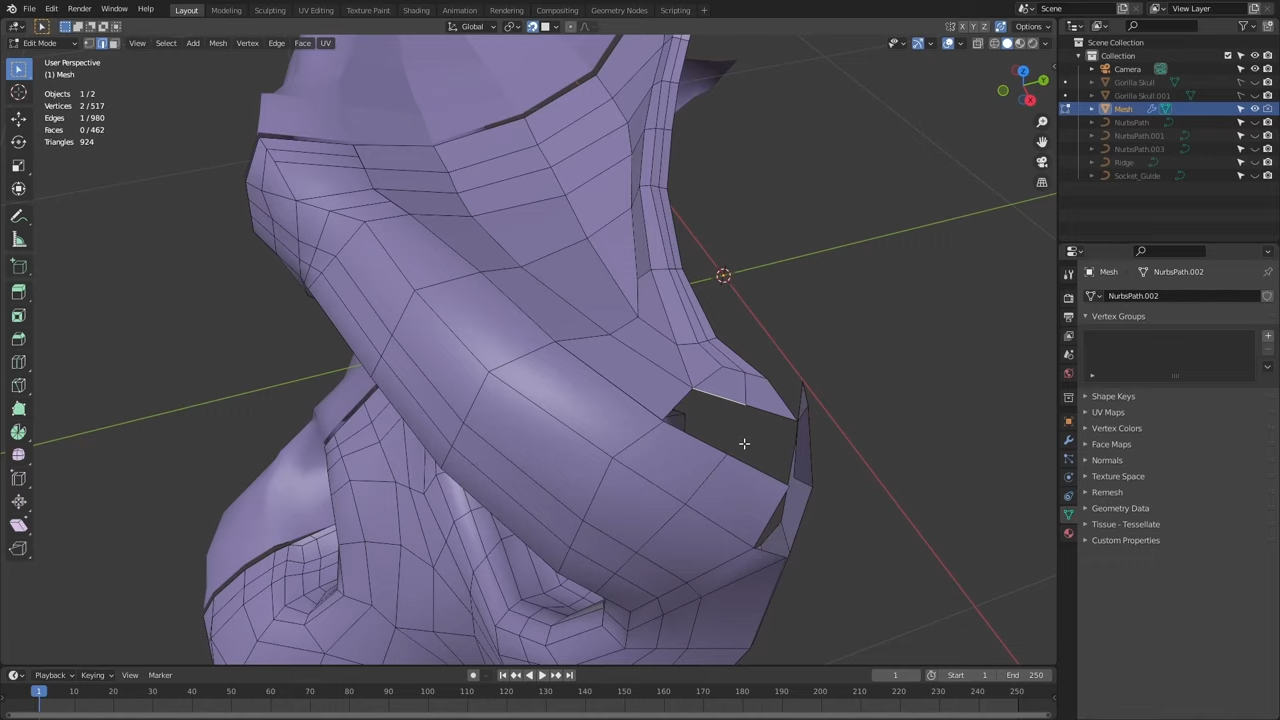 File Edit Render Window Help Layout Modeling Sculpting UV Editing Texture Paint Shading Animation Rendering Compositing Geometry Nodes Scripting Scene View Layer
Global X Y Z Options
Edit Mode View Select Add Mesh Vertex Edge Face UV
User Perspective
(1) Mesh
Objects 1/2
Vertices 2/517
Edges 1/980
Faces 0/462
Triangles 924
Z
Y
X
Scene Collection
Collection
Camera
Gorilla Skull
Gorilla Skull.001
Mesh
NurbsPath
NurbsPath.001
NurbsPath.003
Ridge
Socket_Guide
Mesh NurbsPath.002
NurbsPath.002
Vertex Groups
Shape Keys
UV Maps
Vertex Colors
Face Maps
Normals
Texture Space
Remesh
Geometry Data
Tissue - Tessellate
Custom Properties
Playback Keying View Marker 1 Start 1 End 250
1 10 20 30 40 50 60 70 80 90 100 110 120 130 140 150 160 170 180 190 200 210 220 230 240 250